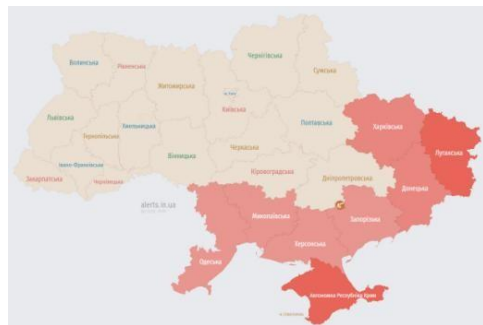 Чернігівська
Волинська
Рівненська
Сумська
Житомирська
Київська
Львівська
Полтавська
Харківська
Тернопільська
Хмельницька
Луганська
Черкаська
Вінницька
Івано-Франківська
Кіровоградська
Дніпропетровська
Закарпатська
Чернівецька
Донецька
alerts.in.ua
Миколаївська
Запорізька
Херсонська
Одеська
Автономна Республіка Крим